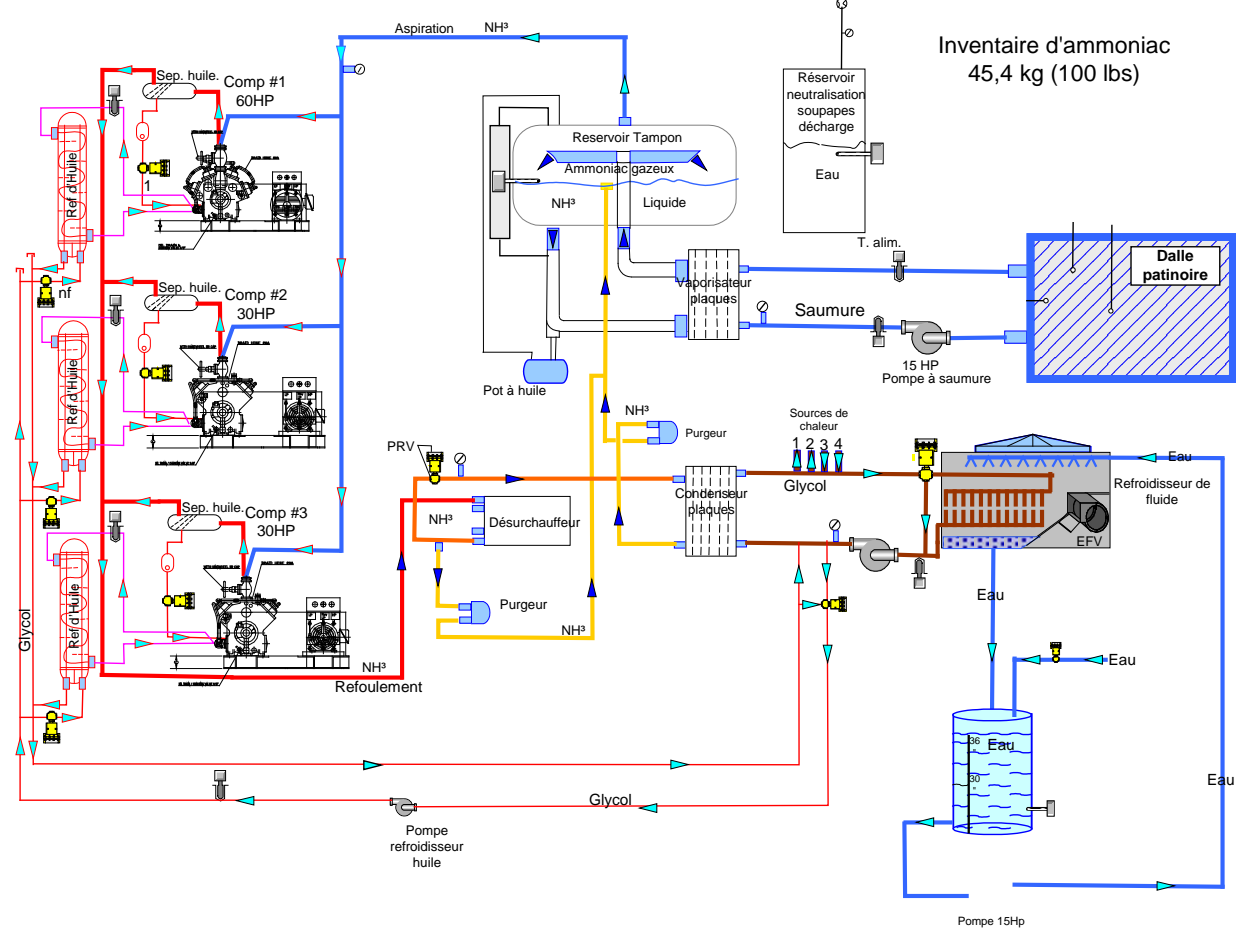 Aspiration NH³
Inventaire d'ammoniac
45,4 kg (100 lbs)
Sep. huile.
Comp #1
60HP
Réservoir
neutralisation
soupapes
décharge
Eau
Reservoir Tampon
Ammoniac gazeux
NH³ Liquide
Ref d'Huile
1
T. alim.
Dalle
patinoire
Vaporisateur
plaques
Saumure
15 HP
Pompe à saumure
nf
Sep. huile.
Comp #2
30HP
Ref d'Huile
Pot à huile
NH³
Purgeur
Sources de
chaleur
1 2 3 4
Glycol
PRV
Condenseur
plaques
Eau
Refroidisseur de
fluide
EFV
Sep. huile.
Comp #3
30HP
NH³
Désurchauffeur
Ref d'Huile
Glycol
Purgeur
NH³
Eau
NH³
Refoulement
Eau
36
Eau
30
Eau
Glycol
Pompe
refroidisseur
huile
Pompe 15Hp